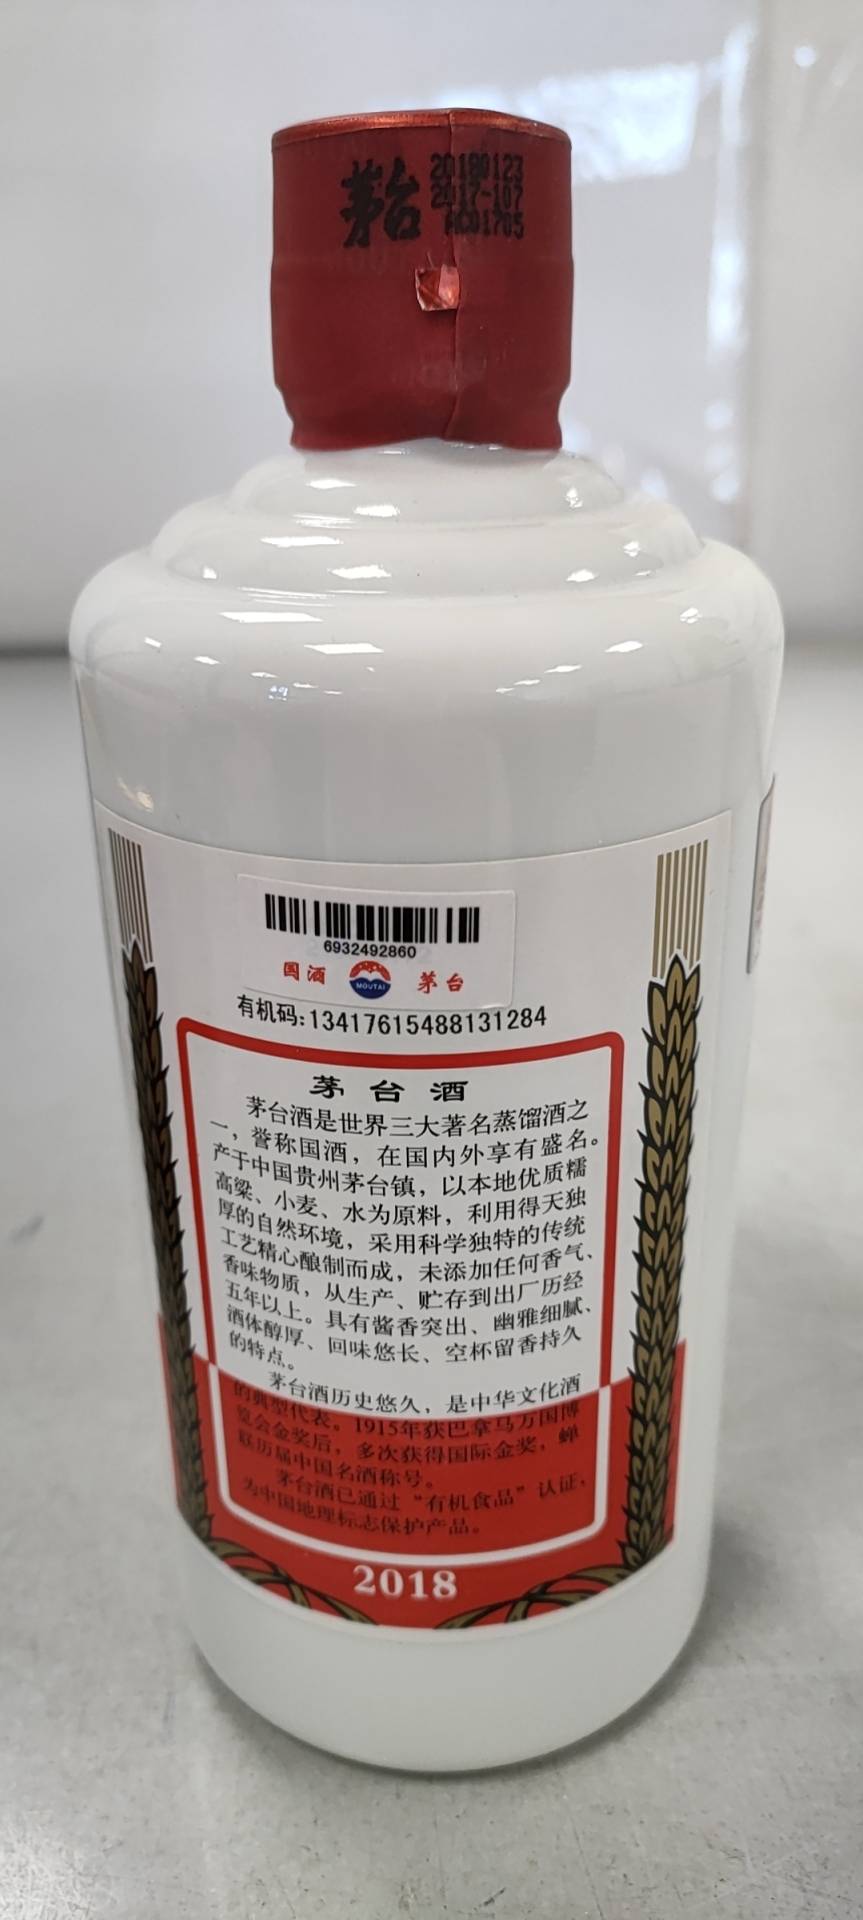 茅台
20180123
2017-107
6932492860
国酒 MOUTAI 茅台
有机码:13417615488131284
茅台酒
茅台酒是世界三大著名蒸馏酒之
一，誉称国酒，在国内外享有盛名。
产于中国贵州茅台镇，以本地优质糯
高粱、小麦、水为原料，利用得天独
厚的自然环境，采用科学独特的传统
工艺精心酿制而成，未添加任何香气、
香味物质，从生产、贮存到出厂历经
五年以上。具有酱香突出、幽雅细腻、
酒体醇厚、回味悠长、空杯留香持久
的特点。
茅台酒历史悠久，是中华文化酒
的典型代表。1915年获巴拿马万国博
览会金奖后，多次获得国际金奖，蝉
联历届中国名酒称号。
茅台酒已通过“有机食品”认证，
为中国地理标志保护产品。
2018